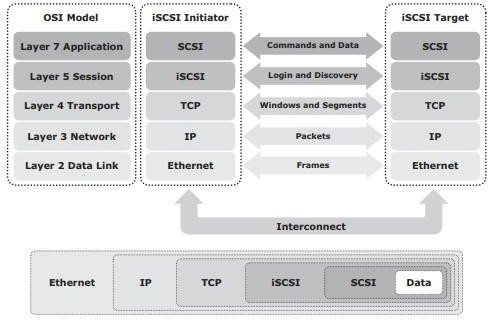 OSI Model iSCSI Initiator iSCSI Target
Layer 7 Application SCSI Commands and Data SCSI
Layer 5 Session iSCSI Login and Discovery iSCSI
Layer 4 Transport TCP Windows and Segments TCP
Layer 3 Network IP Packets IP
Layer 2 Data Link Ethernet Frames Ethernet
Interconnect
Ethernet IP TCP iSCSI SCSI Data